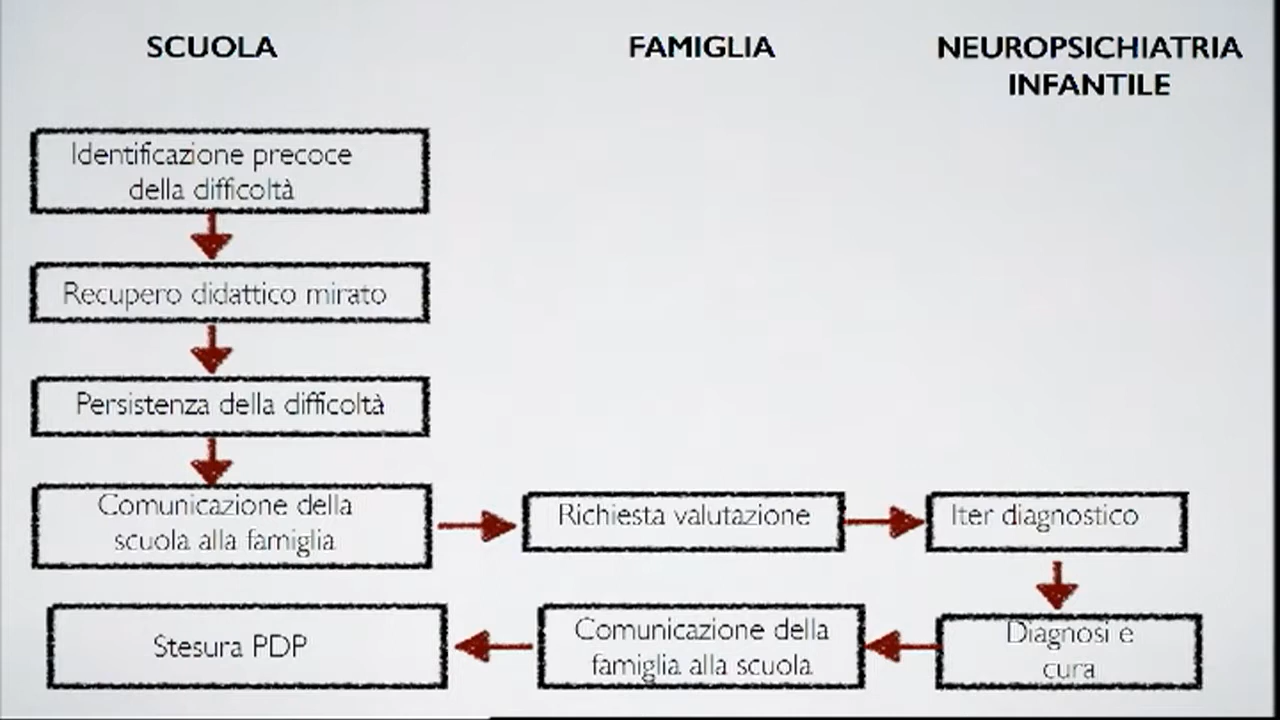 SCUOLA
FAMIGLIA
NEUROPSICHIATRIA
INFANTILE
Identificazione precoce
della difficoltà
Recupero didattico mirato
Persistenza della difficoltà
Comunicazione della
scuola alla famiglia
Richiesta valutazione
Iter diagnostico
Stesura PDP
Comunicazione della
famiglia alla scuola
Diagnosi e
cura